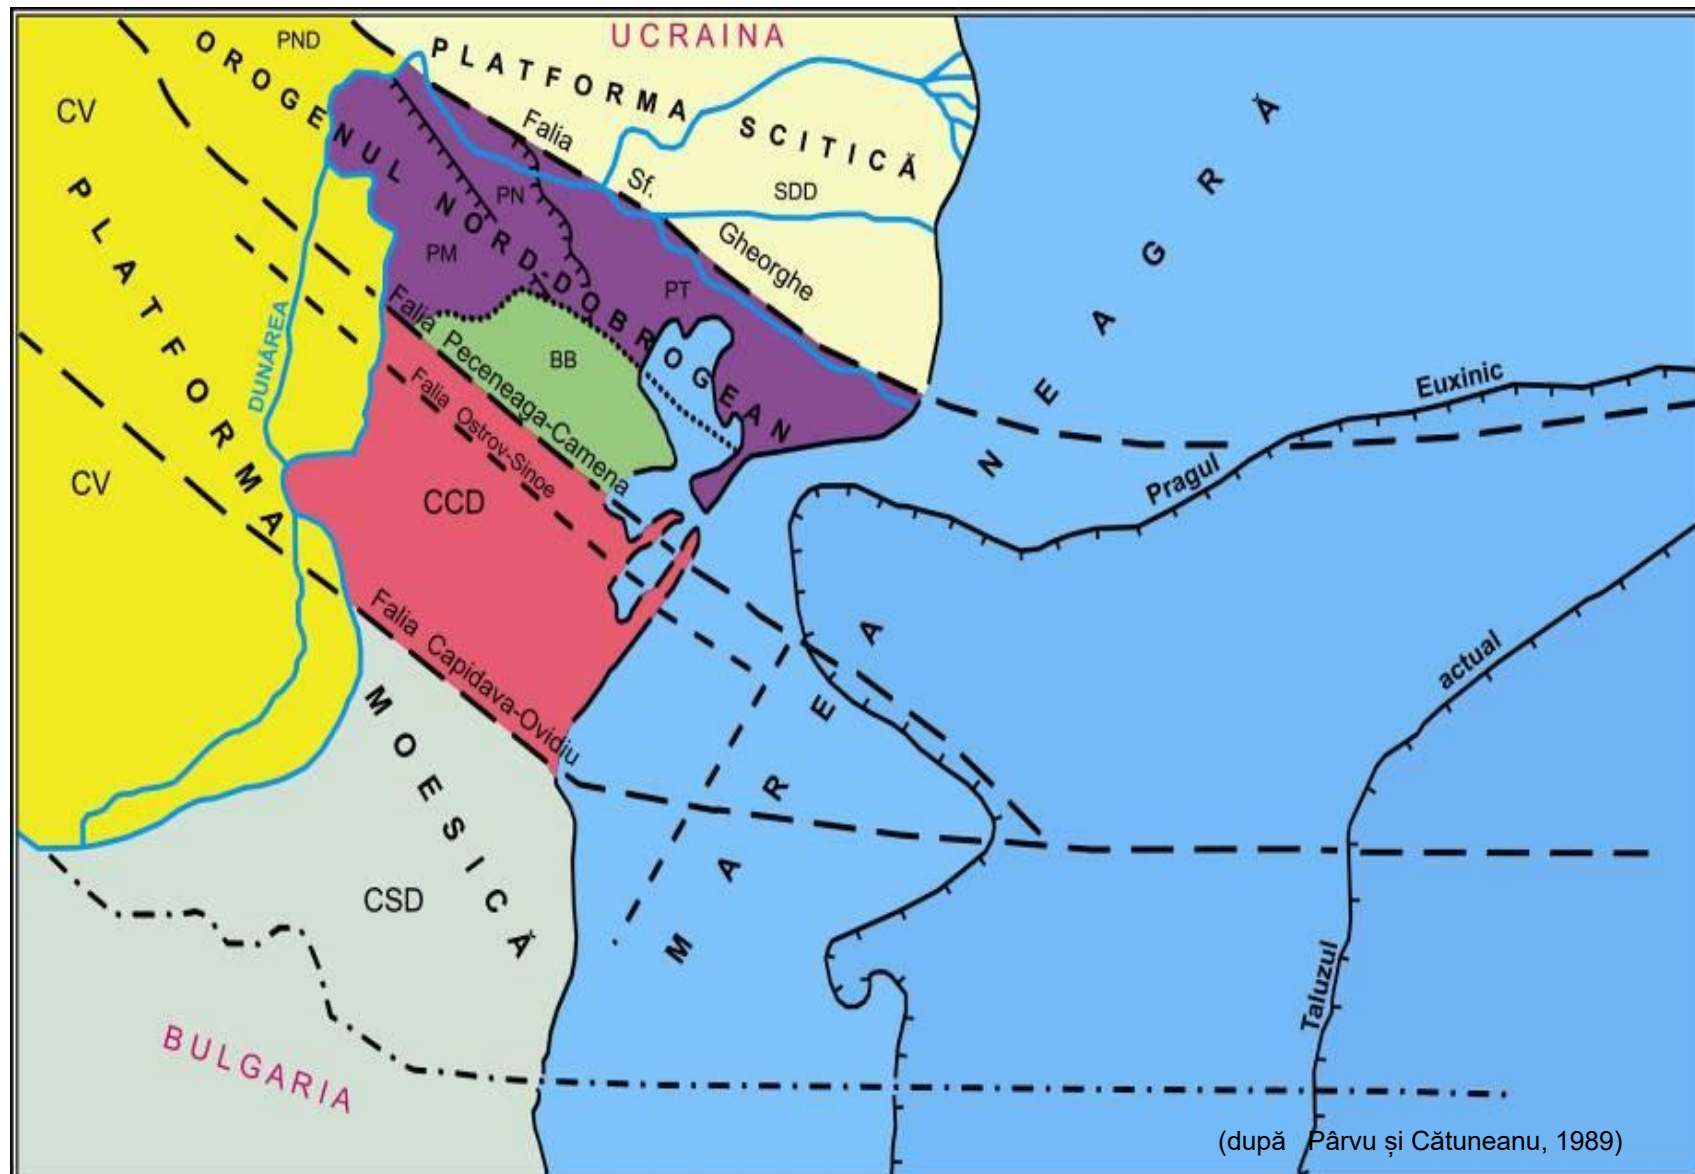 UCRAINA
PND
OROGENUL NORD-DOBROGEAN
PLATFORMA SCITICĂ
CV
Falia Sf. Gheorghe
SDD
PN
PM
PT
PLATFORMA MOESICĂ
DUNĂREA
BB
Falia Peceneaga-Camena
Falia Ostrov-Sinoe
CCD
CV
Falia Capidava-Ovidiu
MAREA NEAGRĂ
Pragul Euxinic
Taluzul actual
CSD
BULGARIA
(după Pârvu și Cătuneanu, 1989)